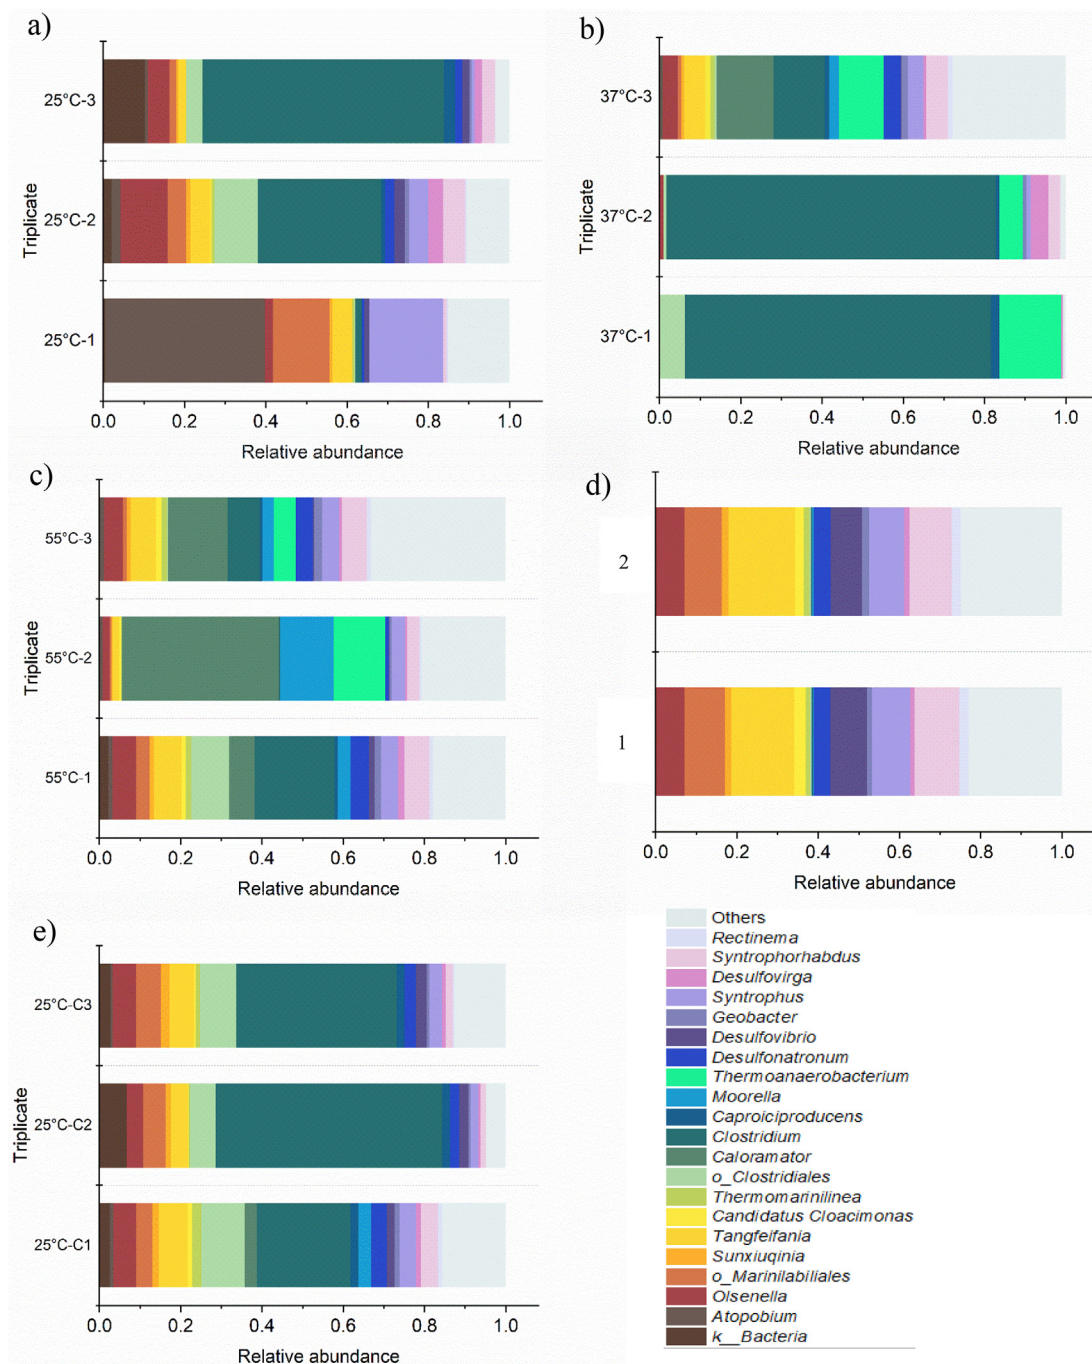 a)
Triplicate
25°C-3
25°C-2
25°C-1
0.0 0.2 0.4 0.6 0.8 1.0
Relative abundance
b)
Triplicate
37°C-3
37°C-2
37°C-1
0.0 0.2 0.4 0.6 0.8 1.0
Relative abundance
c)
Triplicate
55°C-3
55°C-2
55°C-1
0.0 0.2 0.4 0.6 0.8 1.0
Relative abundance
d)
2
1
0.0 0.2 0.4 0.6 0.8 1.0
Relative abundance
e)
Triplicate
25°C-C3
25°C-C2
25°C-C1
0.0 0.2 0.4 0.6 0.8 1.0
Relative abundance
Others
Rectinema
Syntrophorhabdus
Desulfovirga
Syntrophus
Geobacter
Desulfovibrio
Desulfonatronum
Thermoanaerobacterium
Moorella
Caproiciproducens
Clostridium
Caloramator
o_Clostridiales
Thermomarinilinea
Candidatus Cloacimonas
Tangfeifania
Sunxiuqinia
o_Marinilabiliales
Olsenella
Atopobium
k__Bacteria